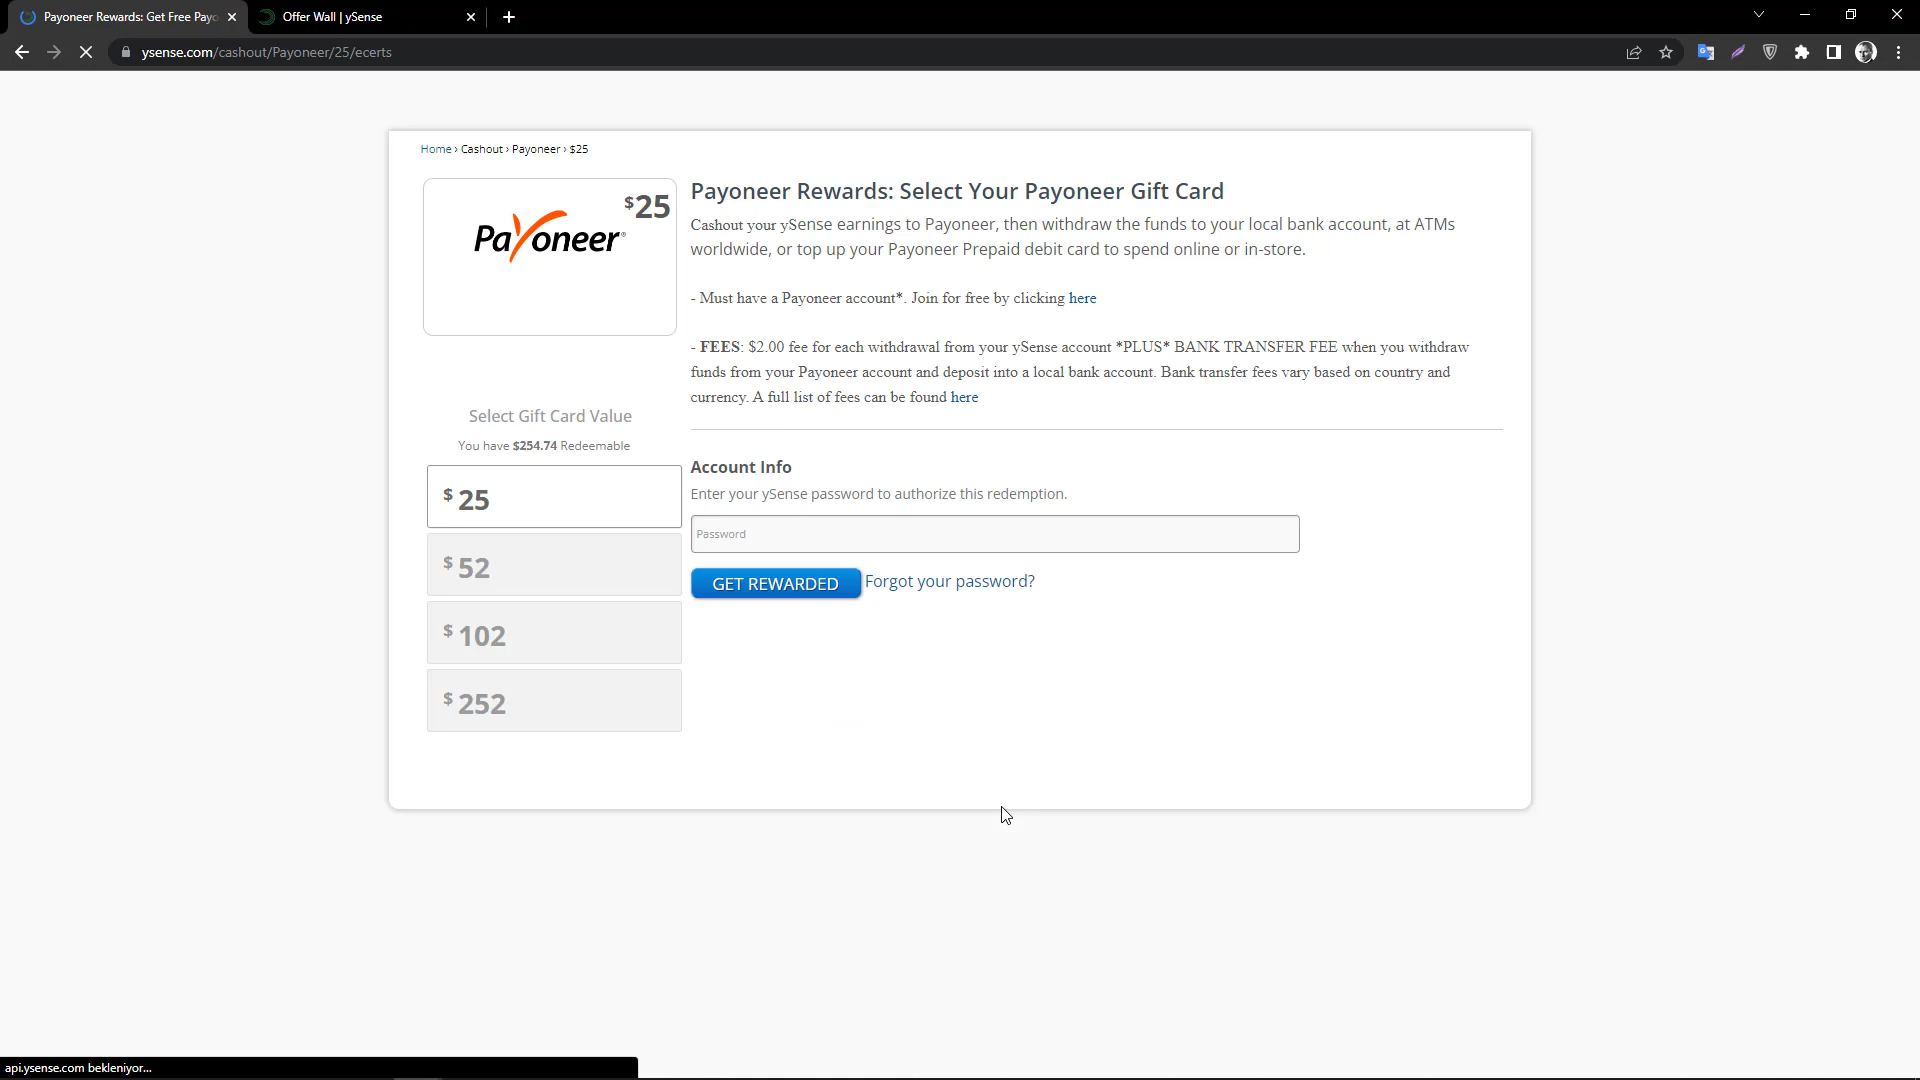 Payoneer Rewards: Get Free Payo
Offer Wall | ySense
ysense.com/cashout/Payoneer/25/ecerts
Home › Cashout › Payoneer › $25
$25
Payoneer®
Payoneer Rewards: Select Your Payoneer Gift Card
Cashout your ySense earnings to Payoneer, then withdraw the funds to your local bank account, at ATMs
worldwide, or top up your Payoneer Prepaid debit card to spend online or in-store.
- Must have a Payoneer account*. Join for free by clicking here
- FEES: $2.00 fee for each withdrawal from your ySense account *PLUS* BANK TRANSFER FEE when you withdraw
funds from your Payoneer account and deposit into a local bank account. Bank transfer fees vary based on country and
currency. A full list of fees can be found here
Select Gift Card Value
You have $254.74 Redeemable
$ 25
$ 52
$ 102
$ 252
Account Info
Enter your ySense password to authorize this redemption.
Password
GET REWARDED Forgot your password?
api.ysense.com bekleniyor...